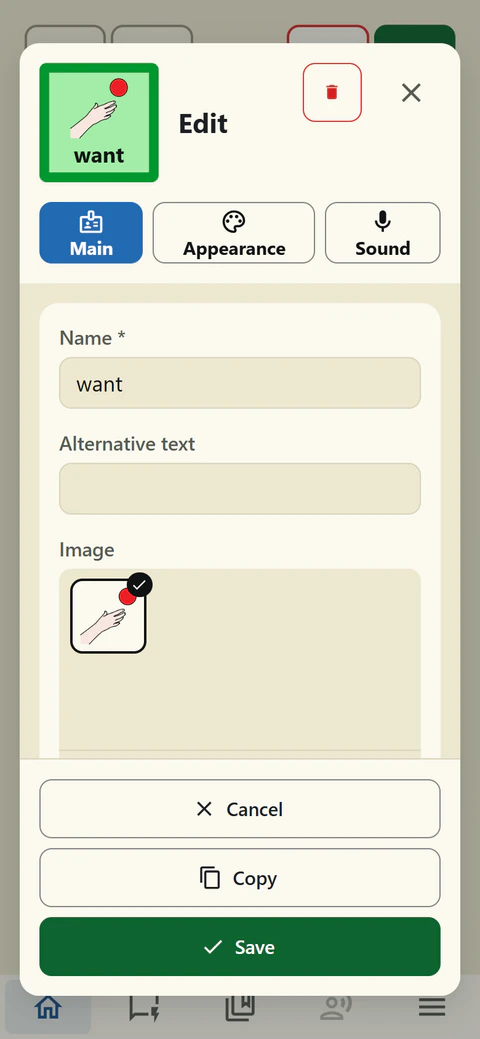 want
Edit
Main
Appearance
Sound
Name *
want
Alternative text
Image
Cancel
Copy
Save